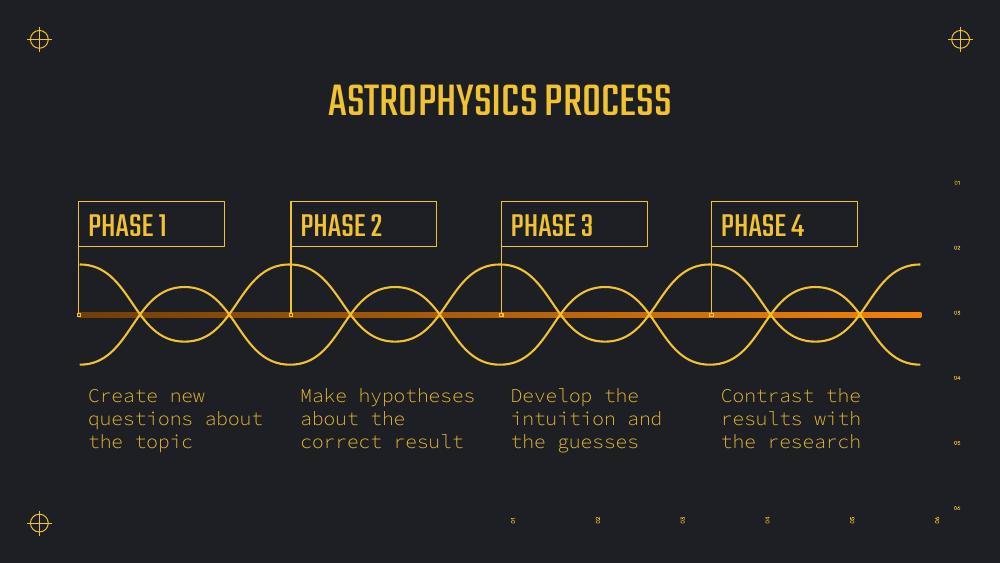 ASTROPHYSICS PROCESS
PHASE 1
PHASE 2
PHASE 3
PHASE 4
Create new
questions about
the topic
Make hypotheses
about the
correct result
Develop the
intuition and
the guesses
Contrast the
results with
the research
01
02
03
04
05
06
01
02
03
04
05
06